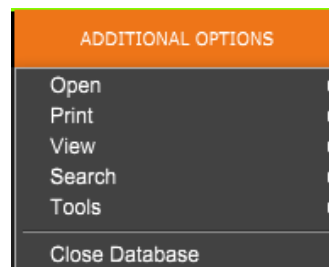 ADDITIONAL OPTIONS
Open
Print
View
Search
Tools
Close Database